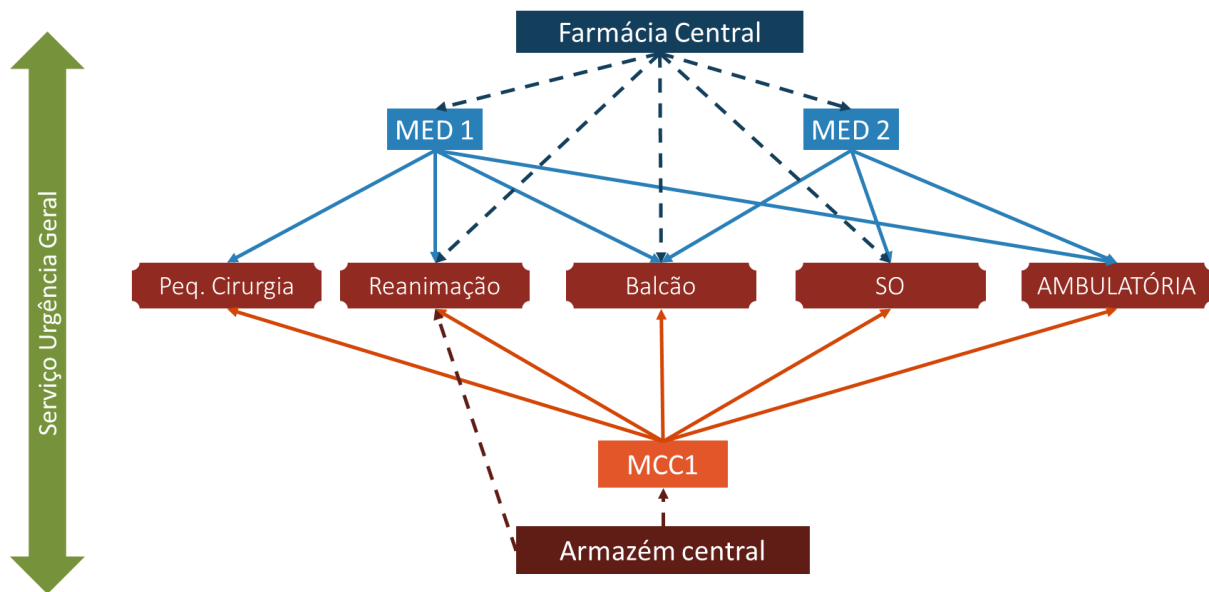 Farmácia Central
MED 1
MED 2
Serviço Urgência Geral
Peq. Cirurgia
Reanimação
Balcão
SO
AMBULATÓRIA
MCC1
Armazém central